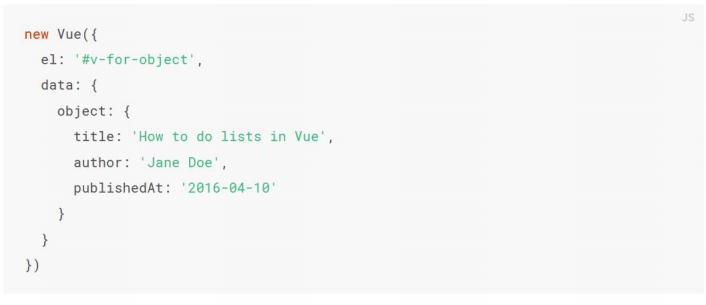 JS
new Vue({
  el: '#v-for-object',
  data: {
    object: {
      title: 'How to do lists in Vue',
      author: 'Jane Doe',
      publishedAt: '2016-04-10'
    }
  }
})